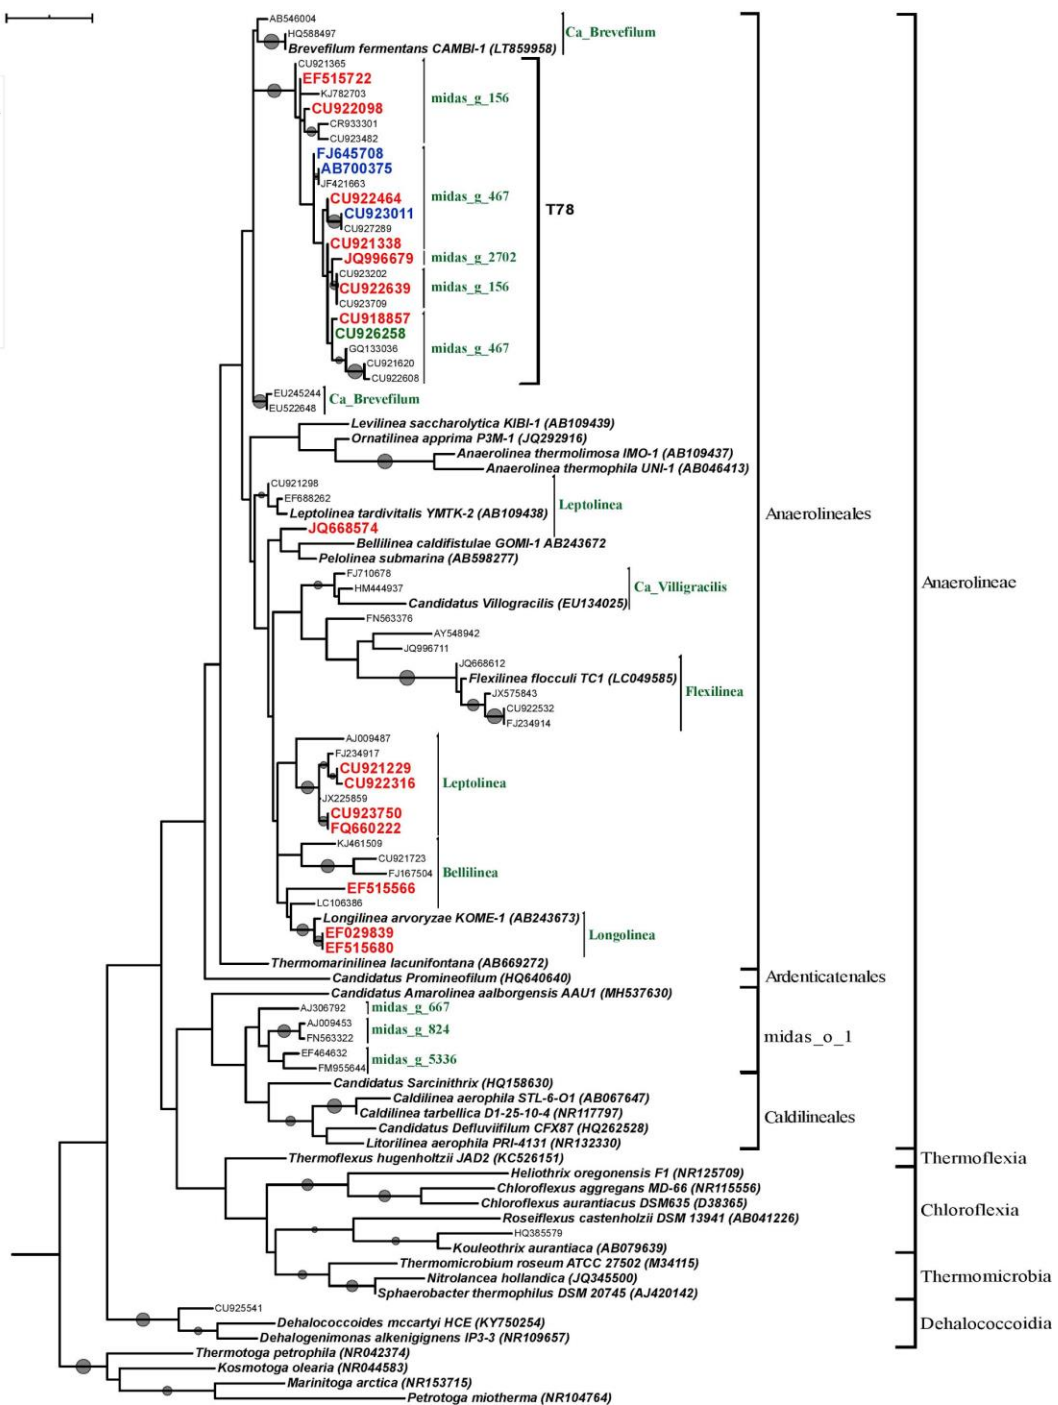 AB546004
HQ588497
Ca_Brevefilum
Brevefilum fermentans CAMBI-1 (LT859958)
CU921365
EF515722
KJ782703
midas_g_156
CU922098
CR933301
CU923482
FJ645708
AB700375
JF421663
CU922464
midas_g_467
CU923011
T78
CU927289
CU921338
JQ996679
midas_g_2702
CU923202
CU922639
midas_g_156
CU923709
CU918857
CU926258
GQ133036
midas_g_467
CU921620
CU922608
EU245244
Ca_Brevefilum
EU522648
Levilinea saccharolytica KIBI-1 (AB109439)
Ornatilinea apprima P3M-1 (JQ292916)
Anaerolinea thermolimosa IMO-1 (AB109437)
Anaerolinea thermophila UNI-1 (AB046413)
CU921298
EF688262
Leptolinea
Leptolinea tardivitalis YMTK-2 (AB109438)
Anaerolineales
JQ668574
Bellilinea caldifistulae GOMI-1 AB243672
Pelolinea submarina (AB598277)
FJ710678
Anaerolineae
HM444937
Ca_Villigracilis
Candidatus Villogracilis (EU134025)
FN563376
AY548942
JQ996711
JQ668612
Flexilinea flocculi TC1 (LC049585)
Flexilinea
JX575843
CU922532
FJ234914
AJ009487
FJ234917
CU921229
CU922316
Leptolinea
JX225859
CU923750
FQ660222
KJ461509
CU921723
FJ167504
Bellilinea
EF515566
LC106386
Longilinea arvoryzae KOME-1 (AB243673)
EF029839
Longolinea
EF515680
Thermomarinilinea lacunifontana (AB669272)
Candidatus Promineofilum (HQ640640)
Ardenticatenales
Candidatus Amarolinea aalborgensis AAU1 (MH537630)
AJ306792
midas_g_667
AJ009453
midas_g_824
FN563322
midas_o_1
EF464632
midas_g_5336
FM955644
Candidatus Sarcinithrix (HQ158630)
Caldilinea aerophila STL-6-O1 (AB067647)
Caldilinea tarbellica D1-25-10-4 (NR117797)
Caldilineales
Candidatus Defluviifilum CFX87 (HQ262528)
Litorilinea aerophila PRI-4131 (NR132330)
Thermoflexus hugenholtzii JAD2 (KC526151)
Thermoflexia
Heliothrix oregonensis F1 (NR125709)
Chloroflexus aggregans MD-66 (NR115556)
Chloroflexus aurantiacus DSM635 (D38365)
Chloroflexia
Roseiflexus castenholzii DSM 13941 (AB041226)
HQ385579
Kouleothrix aurantiaca (AB079639)
Thermomicrobium roseum ATCC 27502 (M34115)
Nitrolancea hollandica (JQ345500)
Thermomicrobia
Sphaerobacter thermophilus DSM 20745 (AJ420142)
CU925541
Dehalococcoides mccartyi HCE (KY750254)
Dehalococcoidia
Dehalogenimonas alkenigignens IP3-3 (NR109657)
Thermotoga petrophila (NR042374)
Kosmotoga olearia (NR044583)
Marinitoga arctica (NR153715)
Petrotoga miotherma (NR104764)